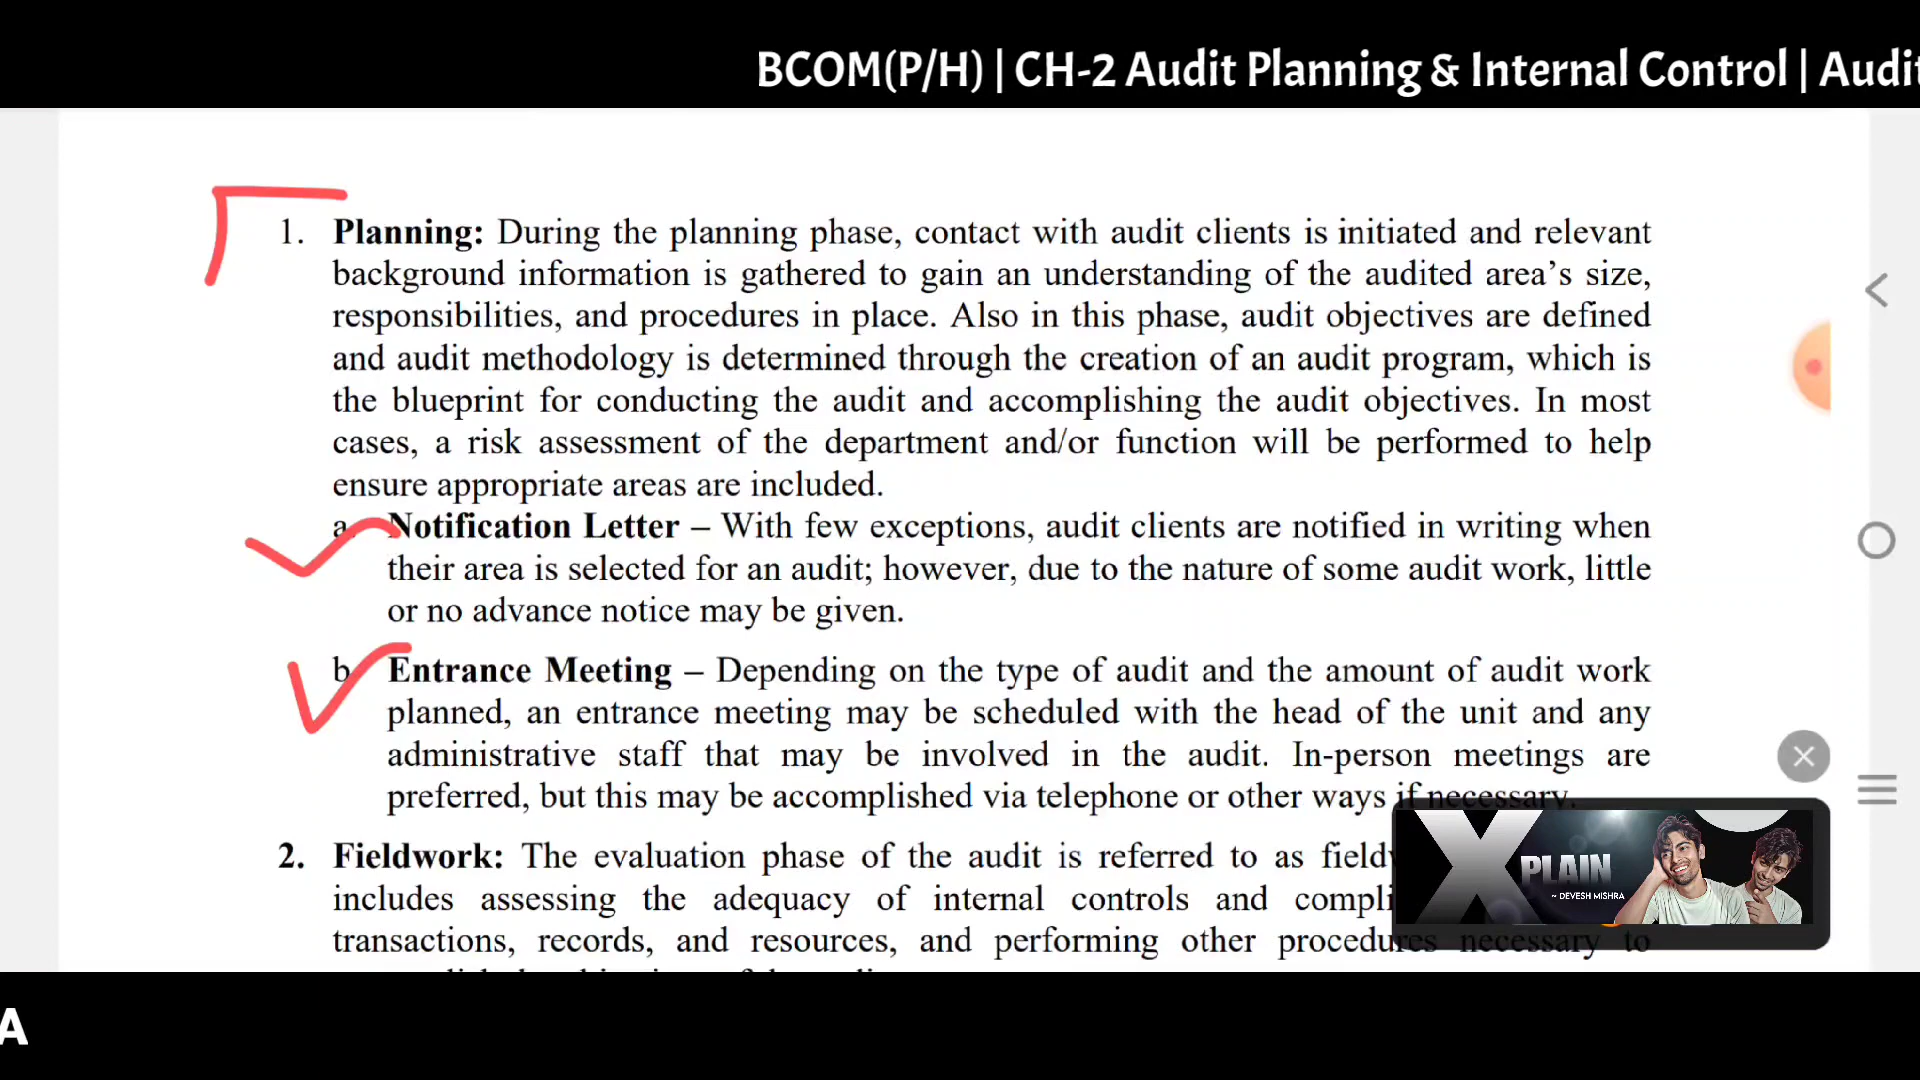 BCOM(P/H) | CH-2 Audit Planning & Internal Control | Audit
1. Planning: During the planning phase, contact with audit clients is initiated and relevant
background information is gathered to gain an understanding of the audited area’s size,
responsibilities, and procedures in place. Also in this phase, audit objectives are defined
and audit methodology is determined through the creation of an audit program, which is
the blueprint for conducting the audit and accomplishing the audit objectives. In most
cases, a risk assessment of the department and/or function will be performed to help
ensure appropriate areas are included.
a. Notification Letter – With few exceptions, audit clients are notified in writing when
their area is selected for an audit; however, due to the nature of some audit work, little
or no advance notice may be given.
b. Entrance Meeting – Depending on the type of audit and the amount of audit work
planned, an entrance meeting may be scheduled with the head of the unit and any
administrative staff that may be involved in the audit. In-person meetings are
preferred, but this may be accomplished via telephone or other ways if necessary.
2. Fieldwork: The evaluation phase of the audit is referred to as
includes assessing the adequacy of internal controls and
transactions, records, and resources, and performing other procedures necessary to
XPLAIN
~ DEVESH MISHRA
A